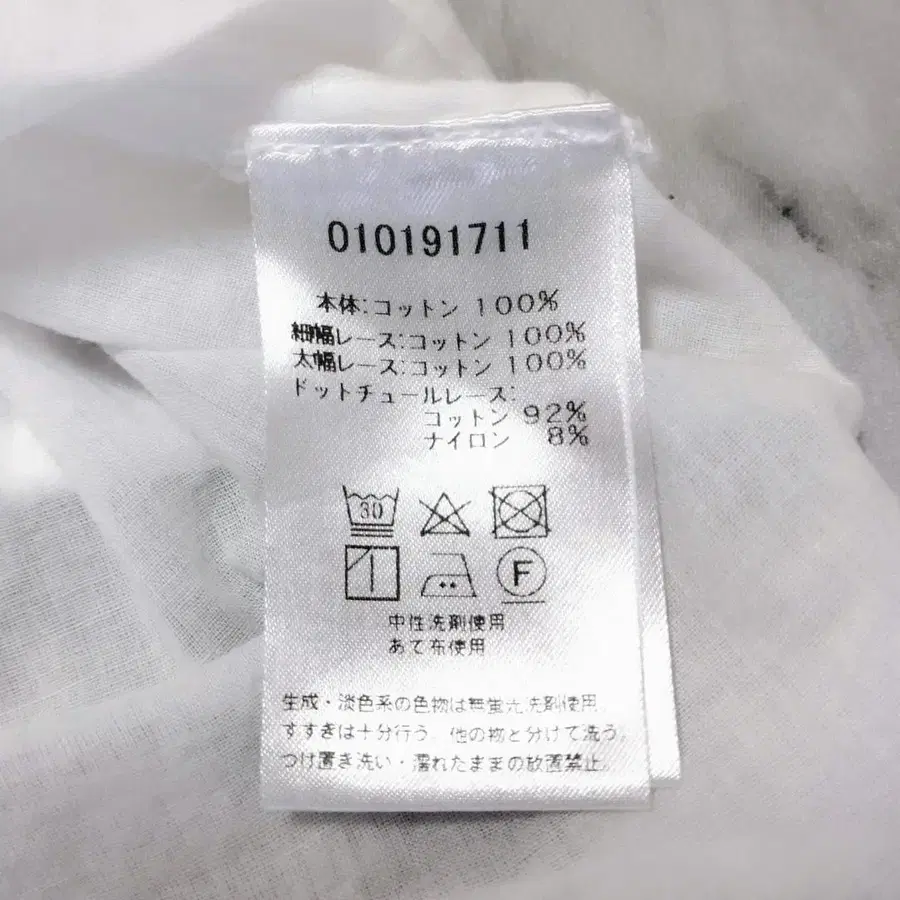 010191711
本体:コットン 100%
細幅レース:コットン 100%
太幅レース:コットン 100%
ドットチュールレース:
コットン 92%
ナイロン 8%
30
F
中性洗剤使用
あて布使用
生成・淡色系の色物は無蛍光洗剤使用。
すすぎは十分行う。他の物と分けて洗う。
つけ置き洗い・濡れたままの放置禁止。